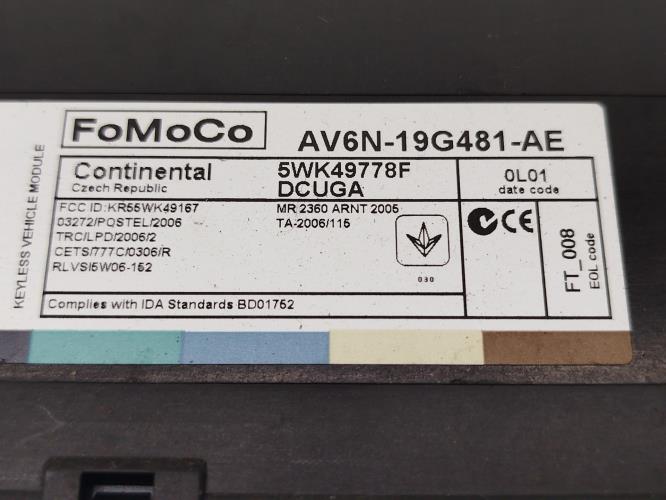 FoMoCo
AV6N-19G481-AE
KEYLESS VEHICLE MODULE
Continental
Czech Republic
5WK49778F
DCUGA
0L01
date code
FCC ID:KR55WK49167
03272/POSTEL/2006
TRC/LPD/2006/2
CETS/777C/0306/R
RLVSI5W06-152
MR 2360 ARNT 2005
TA-2006/115
030
CE
FT_008
EOL code
Complies with IDA Standards BD01752